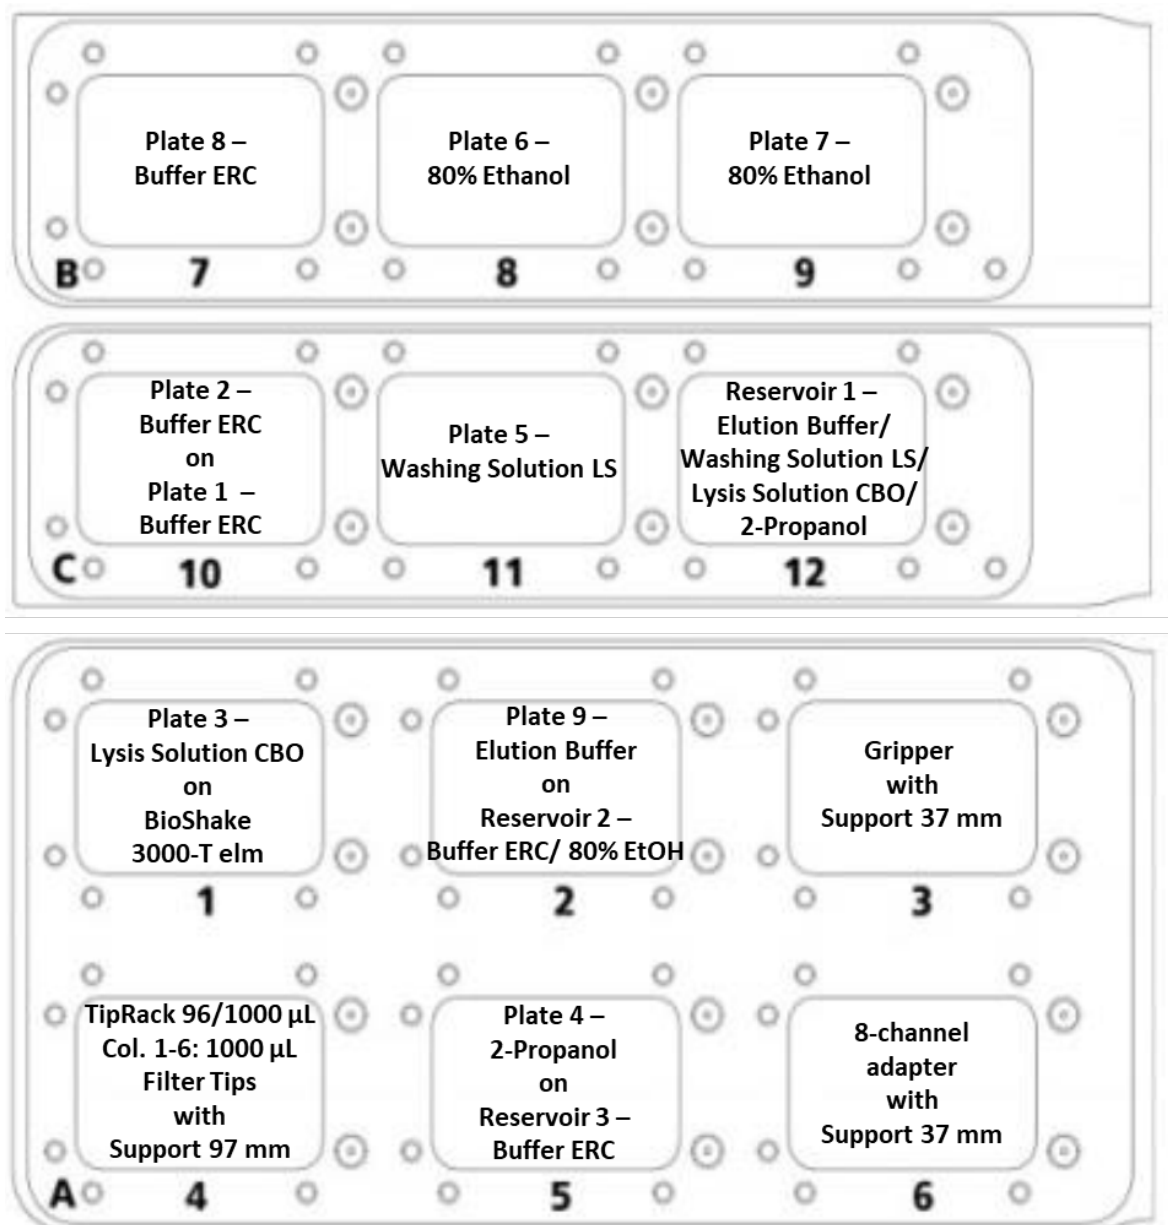 Plate 8 –
Buffer ERC
Plate 6 –
80% Ethanol
Plate 7 –
80% Ethanol
B
7
8
9
Plate 2 –
Buffer ERC
on
Plate 1 –
Buffer ERC
Plate 5 –
Washing Solution LS
Reservoir 1 –
Elution Buffer/
Washing Solution LS/
Lysis Solution CBO/
2-Propanol
C
10
11
12
Plate 3 –
Lysis Solution CBO
on
BioShake
3000-T elm
Plate 9 –
Elution Buffer
on
Reservoir 2 –
Buffer ERC/ 80% EtOH
Gripper
with
Support 37 mm
1
2
3
TipRack 96/1000 µL
Col. 1-6: 1000 µL
Filter Tips
with
Support 97 mm
Plate 4 –
2-Propanol
on
Reservoir 3 –
Buffer ERC
8-channel
adapter
with
Support 37 mm
A
4
5
6